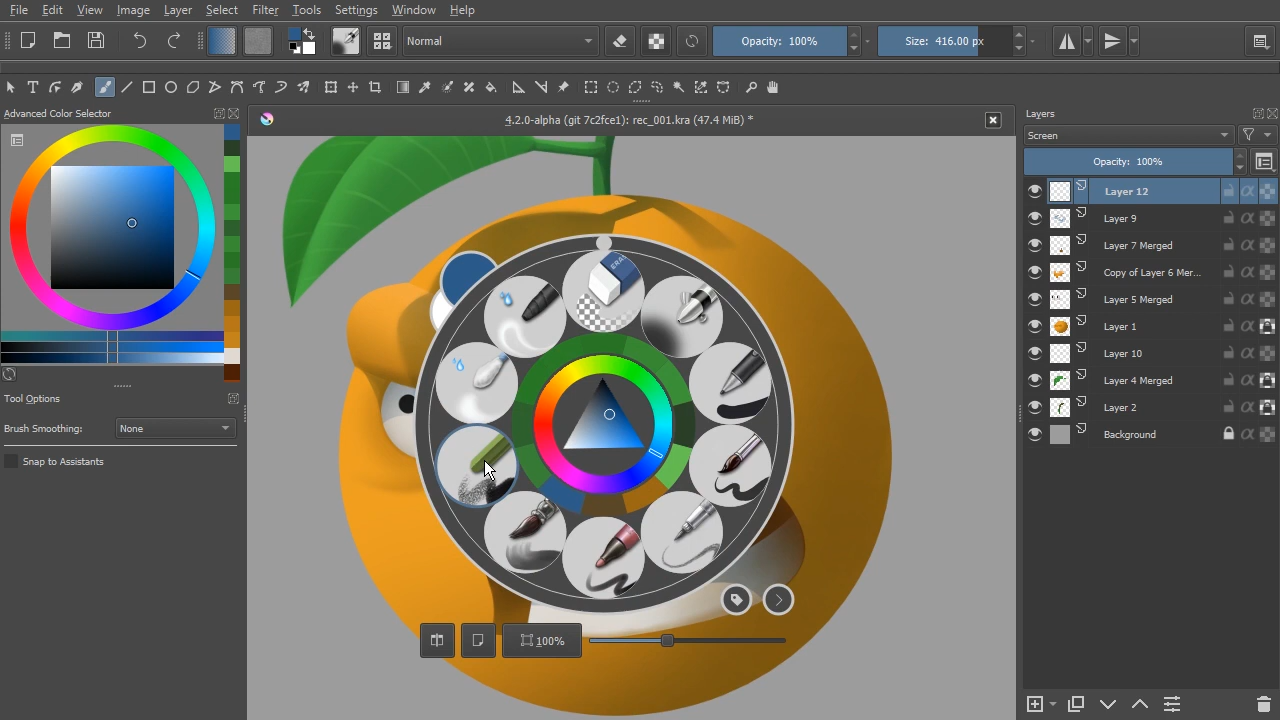 File Edit View Image Layer Select Filter Tools Settings Window Help
Normal Opacity: 100% Size: 416.00 px
Advanced Color Selector
4.2.0-alpha (git 7c2fce1): rec_001.kra (47.4 MiB) *
Layers
Screen
Opacity: 100%
Layer 12
Layer 9
Layer 7 Merged
Copy of Layer 6 Mer...
Layer 5 Merged
Layer 1
Layer 10
Layer 4 Merged
Layer 2
Background
Tool Options
Brush Smoothing: None
Snap to Assistants
100%